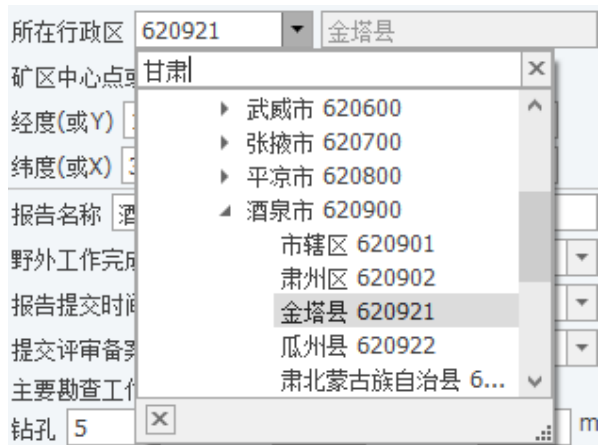 所在行政区 620921 金塔县
甘肃
矿区中心点
武威市 620600
经度(或Y)
张掖市 620700
纬度(或X) 3
平凉市 620800
报告名称 酒
酒泉市 620900
野外工作完成
市辖区 620901
肃州区 620902
报告提交时间
金塔县 620921
提交评审备案
瓜州县 620922
主要勘查工作
肃北蒙古族自治县 6...
钻孔 5 m